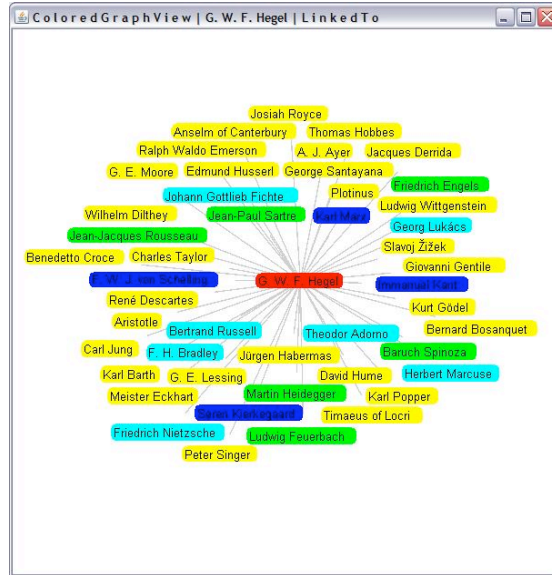 ColoredGraphView | G. W. F. Hegel | LinkedTo
Josiah Royce
Anselm of Canterbury
Thomas Hobbes
Ralph Waldo Emerson
A. J. Ayer
Jacques Derrida
G. E. Moore
Edmund Husserl
George Santayana
Friedrich Engels
Johann Gottlieb Fichte
Plotinus
Ludwig Wittgenstein
Wilhelm Dilthey
Jean-Paul Sartre
Karl Marx
Georg Lukács
Jean-Jacques Rousseau
Slavoj Žižek
Benedetto Croce
Charles Taylor
Giovanni Gentile
F. W. J. von Schelling
G. W. F. Hegel
Immanuel Kant
René Descartes
Kurt Gödel
Aristotle
Bertrand Russell
Theodor Adorno
Bernard Bosanquet
Carl Jung
F. H. Bradley
Jürgen Habermas
Baruch Spinoza
Karl Barth
G. E. Lessing
David Hume
Herbert Marcuse
Meister Eckhart
Martin Heidegger
Karl Popper
Søren Kierkegaard
Timaeus of Locri
Friedrich Nietzsche
Ludwig Feuerbach
Peter Singer